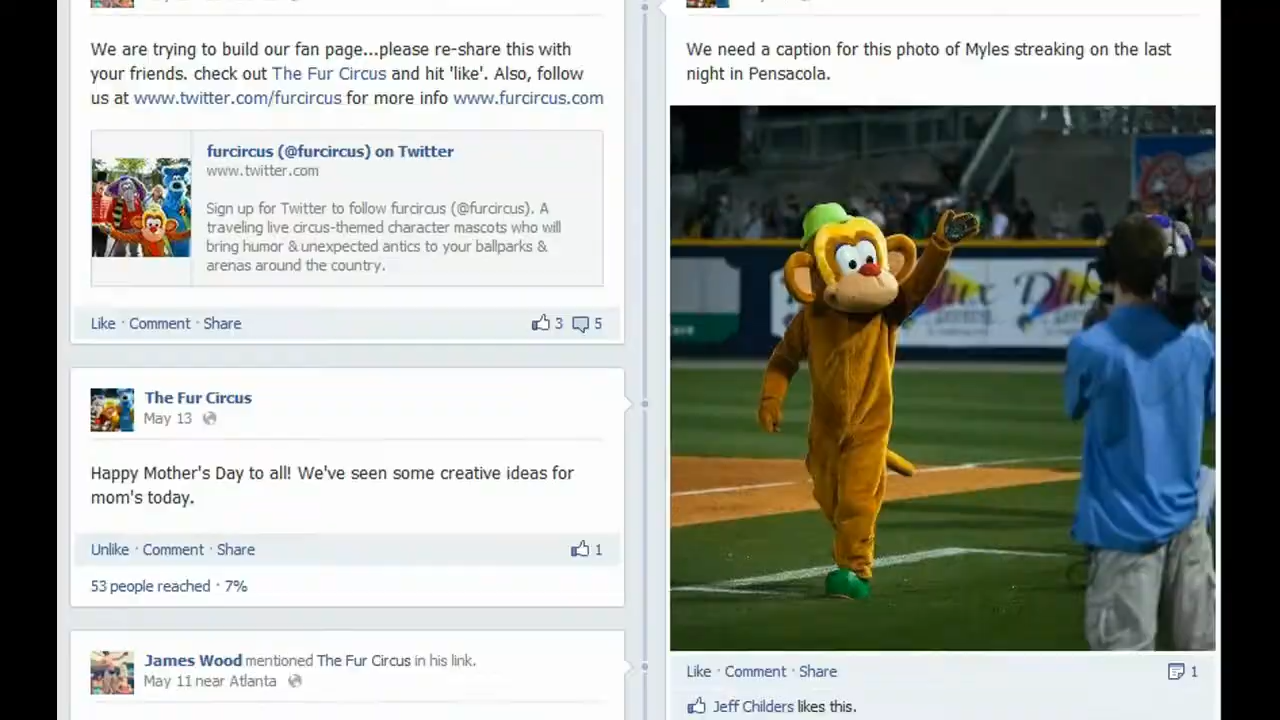 We are trying to build our fan page...please re-share this with
your friends. check out The Fur Circus and hit 'like'. Also, follow
us at www.twitter.com/furcircus for more info www.furcircus.com
furcircus (@furcircus) on Twitter
www.twitter.com
Sign up for Twitter to follow furcircus (@furcircus). A
traveling live circus-themed character mascots who will
bring humor & unexpected antics to your ballparks &
arenas around the country.
Like · Comment · Share
3 5
The Fur Circus
May 13
Happy Mother's Day to all! We've seen some creative ideas for
mom's today.
Unlike · Comment · Share
1
53 people reached · 7%
James Wood mentioned The Fur Circus in his link.
May 11 near Atlanta
We need a caption for this photo of Myles streaking on the last
night in Pensacola.
Like · Comment · Share
1
Jeff Childers likes this.